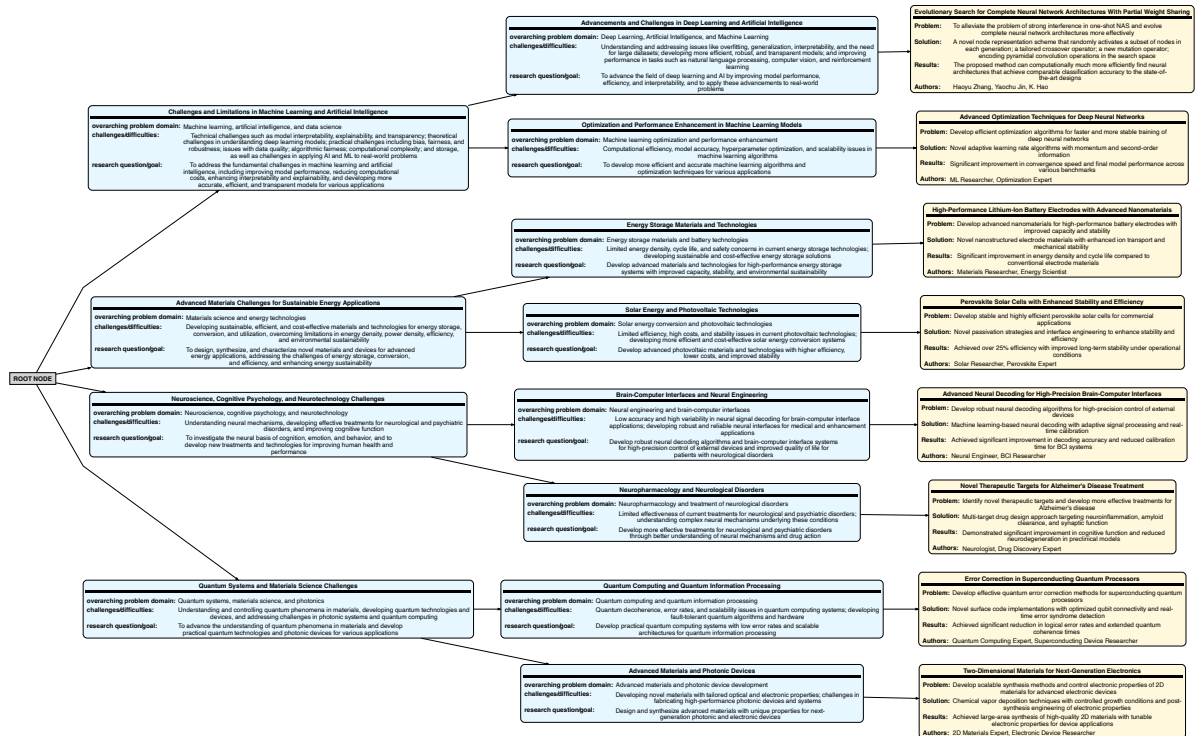 ROOT NODE
Challenges and Limitations in Machine Learning and Artificial Intelligence
overarching problem domain: Machine learning, artificial intelligence, and data science
challenges/difficulties: Technical challenges such as model interpretability, explainability, and transparency; theoretical
challenges in understanding deep learning models; practical challenges including bias, fairness, and
robustness; issues with data quality; algorithmic fairness; computational complexity; and storage,
as well as challenges in applying AI and ML to real-world problems
research question/goal: To address the fundamental challenges in machine learning and artificial
intelligence, including improving model performance, reducing computational
costs, enhancing interpretability and explainability, and developing more
accurate, efficient, and transparent models for various applications
Advancements and Challenges in Deep Learning and Artificial Intelligence
overarching problem domain: Deep Learning, Artificial Intelligence, and Machine Learning
challenges/difficulties: Understanding and addressing issues like overfitting, generalization, interpretability, and the need
for large datasets; developing more efficient, robust, and transparent models; and improving
performance in tasks such as natural language processing, computer vision, and reinforcement
learning
research question/goal: To advance the field of deep learning and AI by improving model performance,
efficiency, and interpretability, and to apply these advancements to real-world
problems
Evolutionary Search for Complete Neural Network Architectures With Partial Weight Sharing
Problem: To alleviate the problem of strong interference in one-shot NAS and evolve
complete neural network architectures more effectively
Solution: A novel node representation scheme that randomly activates a subset of nodes in
each generation; a tailored crossover operator; a new mutation operator;
encoding pyramidal convolution operations in the search space
Results: The proposed method can computationally much more efficiently find neural
architectures that achieve comparable classification accuracy to the state-of-
the-art designs
Authors: Haoyu Zhang, Yaochu Jin, K. Hao
Optimization and Performance Enhancement in Machine Learning Models
overarching problem domain: Machine learning optimization and performance enhancement
challenges/difficulties: Computational efficiency, model accuracy, hyperparameter optimization, and scalability issues in
machine learning algorithms
research question/goal: To develop more efficient and accurate machine learning algorithms and
optimization techniques for various applications
Advanced Optimization Techniques for Deep Neural Networks
Problem: Develop efficient optimization algorithms for faster and more stable training of
deep neural networks
Solution: Novel adaptive learning rate algorithms with momentum and second-order
information
Results: Significant improvement in convergence speed and final model performance across
various benchmarks
Authors: ML Researcher, Optimization Expert
Advanced Materials Challenges for Sustainable Energy Applications
overarching problem domain: Materials science and energy technologies
challenges/difficulties: Developing sustainable, efficient, and cost-effective materials and technologies for energy storage,
conversion, and utilization, overcoming limitations in energy density, power density, efficiency,
and environmental sustainability
research question/goal: To design, synthesize, and characterize novel materials and devices for advanced
energy applications, addressing the challenges of energy storage, conversion,
and efficiency, and enhancing energy sustainability
Energy Storage Materials and Technologies
overarching problem domain: Energy storage materials and battery technologies
challenges/difficulties: Limited energy density, cycle life, and safety concerns in current energy storage technologies;
developing sustainable and cost-effective energy storage solutions
research question/goal: Develop advanced materials and technologies for high-performance energy storage
systems with improved capacity, stability, and environmental sustainability
High-Performance Lithium-Ion Battery Electrodes with Advanced Nanomaterials
Problem: Develop advanced nanomaterials for high-performance battery electrodes with
improved capacity and stability
Solution: Novel nanostructured electrode materials with enhanced ion transport and
mechanical stability
Results: Significant improvement in energy density and cycle life compared to
conventional electrode materials
Authors: Materials Researcher, Energy Scientist
Solar Energy and Photovoltaic Technologies
overarching problem domain: Solar energy conversion and photovoltaic technologies
challenges/difficulties: Limited efficiency, high costs, and stability issues in current photovoltaic technologies;
developing more efficient and cost-effective solar energy conversion systems
research question/goal: Develop advanced photovoltaic materials and technologies with higher efficiency,
lower costs, and improved stability
Perovskite Solar Cells with Enhanced Stability and Efficiency
Problem: Develop stable and highly efficient perovskite solar cells for commercial
applications
Solution: Novel passivation strategies and interface engineering to enhance stability and
efficiency
Results: Achieved over 25% efficiency with improved long-term stability under operational
conditions
Authors: Solar Researcher, Perovskite Expert
Neuroscience, Cognitive Psychology, and Neurotechnology Challenges
overarching problem domain: Neuroscience, cognitive psychology, and neurotechnology
challenges/difficulties: Understanding neural mechanisms, developing effective treatments for neurological and psychiatric
disorders, and improving cognitive function
research question/goal: To investigate the neural basis of cognition, emotion, and behavior, and to
develop new treatments and technologies for improving human health and
performance
Brain-Computer Interfaces and Neural Engineering
overarching problem domain: Neural engineering and brain-computer interfaces
challenges/difficulties: Low accuracy and high variability in neural signal decoding for brain-computer interface
applications; developing robust and reliable neural interfaces for medical and enhancement
applications
research question/goal: Develop robust neural decoding algorithms and brain-computer interface systems
for high-precision control of external devices and improved quality of life for
patients with neurological disorders
Advanced Neural Decoding for High-Precision Brain-Computer Interfaces
Problem: Develop robust neural decoding algorithms for high-precision control of external
devices
Solution: Machine learning-based neural decoding with adaptive signal processing and real-
time calibration
Results: Achieved significant improvement in decoding accuracy and reduced calibration
time for BCI systems
Authors: Neural Engineer, BCI Researcher
Neuropharmacology and Neurological Disorders
overarching problem domain: Neuropharmacology and treatment of neurological disorders
challenges/difficulties: Limited effectiveness of current treatments for neurological and psychiatric disorders;
understanding complex neural mechanisms underlying these conditions
research question/goal: Develop more effective treatments for neurological and psychiatric disorders
through better understanding of neural mechanisms and drug action
Novel Therapeutic Targets for Alzheimer's Disease Treatment
Problem: Identify novel therapeutic targets and develop more effective treatments for
Alzheimer's disease
Solution: Multi-target drug design approach targeting neuroinflammation, amyloid
clearance, and synaptic function
Results: Demonstrated significant improvement in cognitive function and reduced
neurodegeneration in preclinical models
Authors: Neurologist, Drug Discovery Expert
Quantum Systems and Materials Science Challenges
overarching problem domain: Quantum systems, materials science, and photonics
challenges/difficulties: Understanding and controlling quantum phenomena in materials, developing quantum technologies and
devices, and addressing challenges in photonic systems and quantum computing
research question/goal: To advance the understanding of quantum phenomena in materials and develop
practical quantum technologies and photonic devices for various applications
Quantum Computing and Quantum Information Processing
overarching problem domain: Quantum computing and quantum information processing
challenges/difficulties: Quantum decoherence, error rates, and scalability issues in quantum computing systems; developing
fault-tolerant quantum algorithms and hardware
research question/goal: Develop practical quantum computing systems with low error rates and scalable
architectures for quantum information processing
Error Correction in Superconducting Quantum Processors
Problem: Develop effective quantum error correction methods for superconducting quantum
processors
Solution: Novel surface code implementations with optimized qubit connectivity and real-
time error syndrome detection
Results: Achieved significant reduction in logical error rates and extended quantum
coherence times
Authors: Quantum Computing Expert, Superconducting Device Researcher
Advanced Materials and Photonic Devices
overarching problem domain: Advanced materials and photonic device development
challenges/difficulties: Developing novel materials with tailored optical and electronic properties; challenges in
fabricating high-performance photonic devices and systems
research question/goal: Design and synthesize advanced materials with unique properties for next-
generation photonic and electronic devices
Two-Dimensional Materials for Next-Generation Electronics
Problem: Develop scalable synthesis methods and control electronic properties of 2D
materials for advanced electronic devices
Solution: Chemical vapor deposition techniques with controlled growth conditions and post-
synthesis engineering of electronic properties
Results: Achieved large-area synthesis of high-quality 2D materials with tunable
electronic properties for device applications
Authors: 2D Materials Expert, Electronic Device Researcher